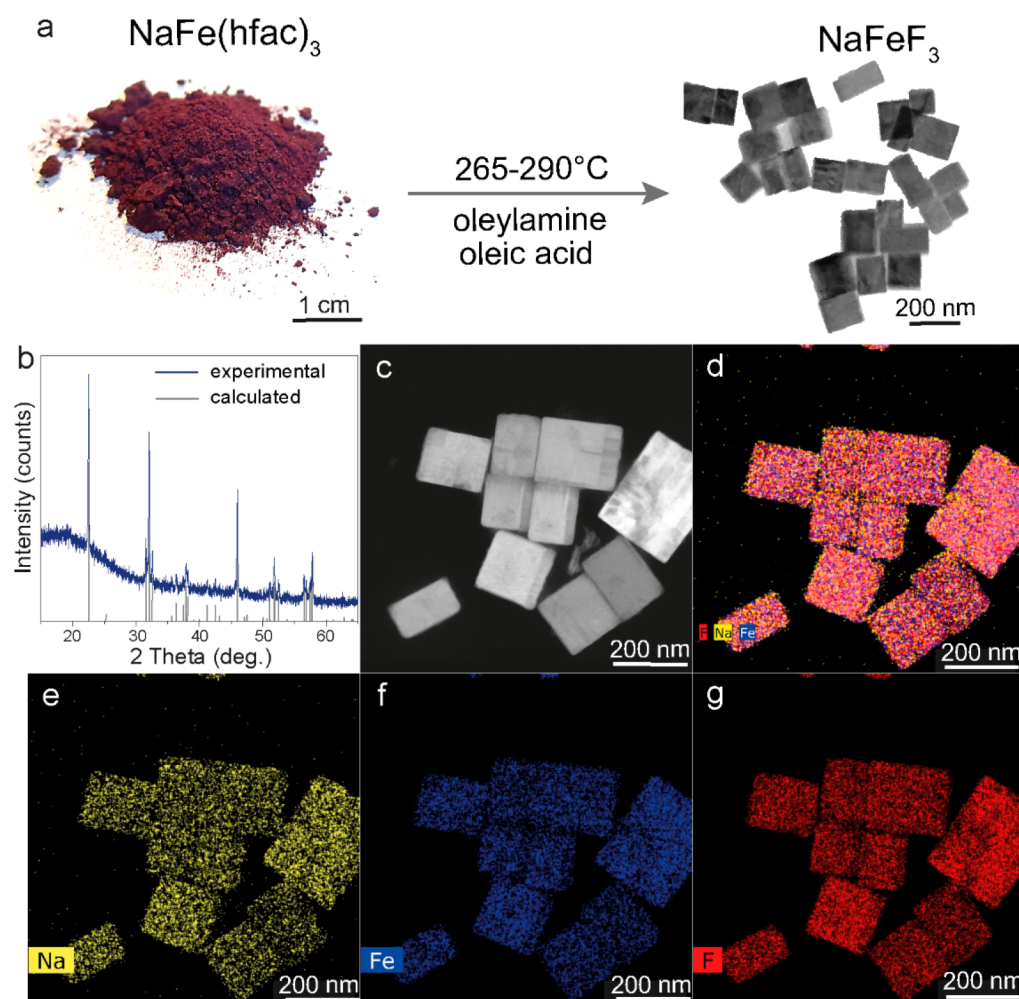 a
NaFe(hfac)3
NaFeF3
265-290°C
oleylamine
oleic acid
1 cm
200 nm
b
experimental
calculated
Intensity (counts)
20 30 40 50 60
2 Theta (deg.)
c
200 nm
d
F Na Fe
200 nm
e
Na
200 nm
f
Fe
200 nm
g
F
200 nm